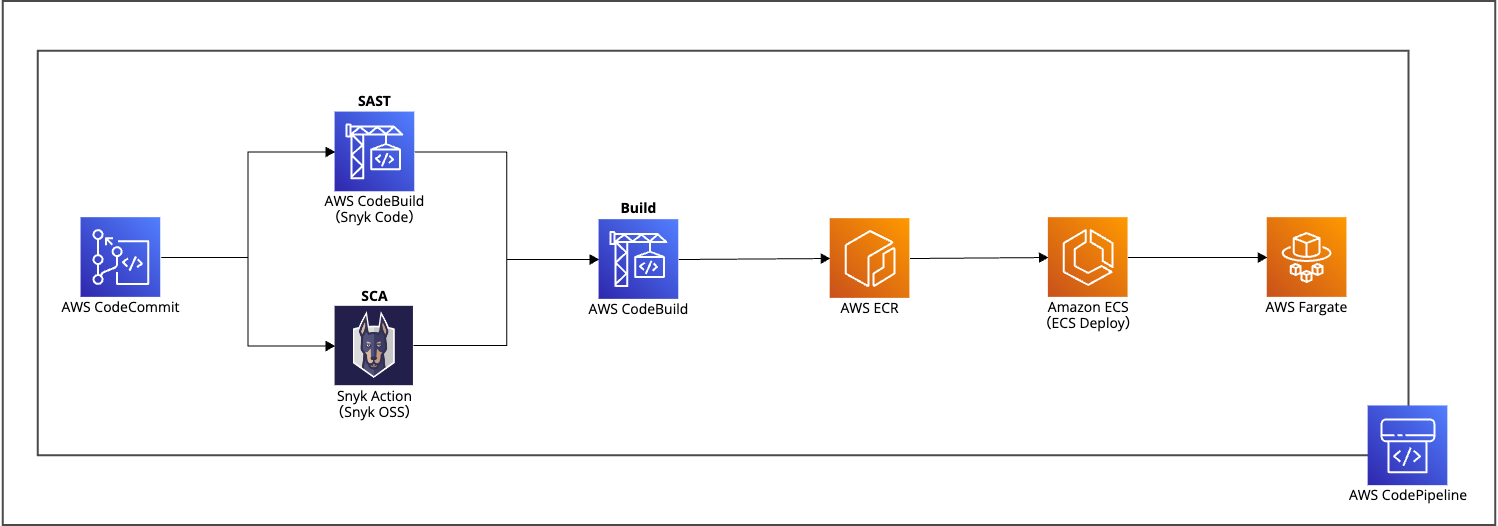 SAST
AWS CodeBuild
(Snyk Code)
AWS CodeCommit
SCA
Snyk Action
(Snyk OSS)
Build
AWS CodeBuild
AWS ECR
Amazon ECS
(ECS Deploy)
AWS Fargate
AWS CodePipeline